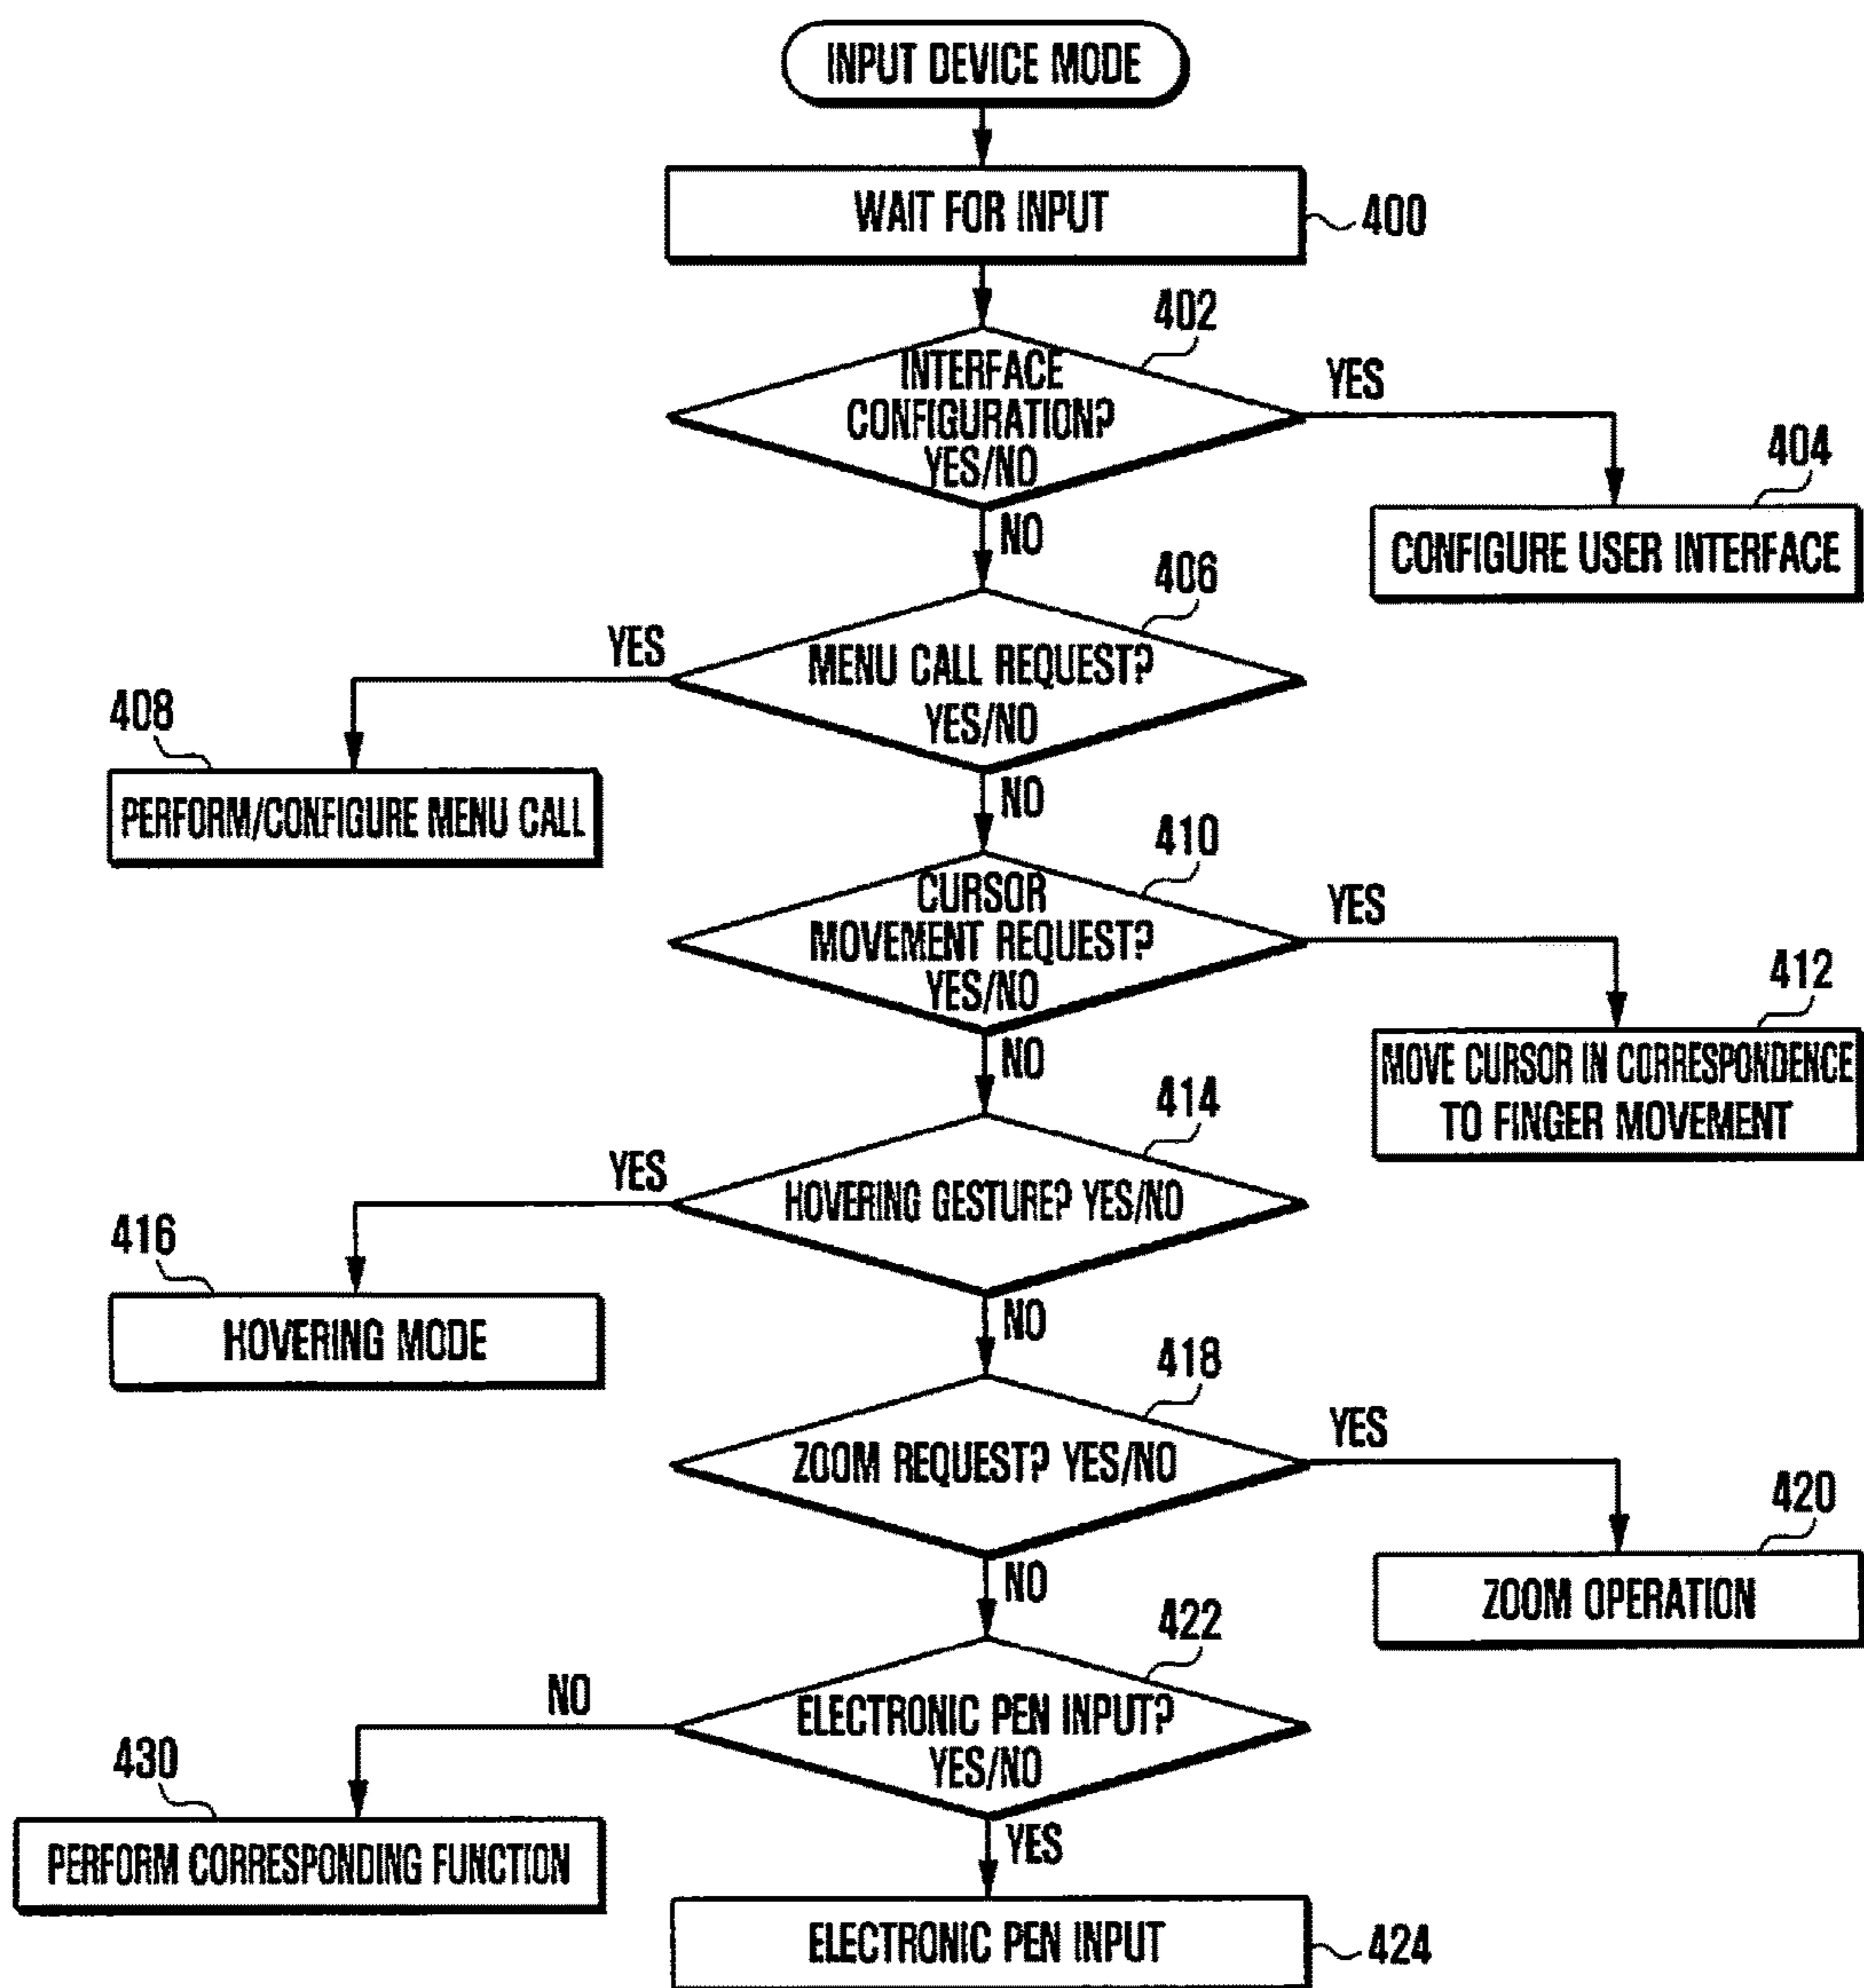 INPUT DEVICE MODE
WAIT FOR INPUT
400
402
INTERFACE
CONFIGURATION?
YES/NO
YES
404
CONFIGURE USER INTERFACE
NO
406
YES
MENU CALL REQUEST?
YES/NO
408
PERFORM/CONFIGURE MENU CALL
NO
410
CURSOR
MOVEMENT REQUEST?
YES/NO
YES
412
MOVE CURSOR IN CORRESPONDENCE
TO FINGER MOVEMENT
NO
414
YES
HOVERING GESTURE? YES/NO
416
HOVERING MODE
NO
418
ZOOM REQUEST? YES/NO
YES
420
ZOOM OPERATION
NO
422
NO
ELECTRONIC PEN INPUT?
YES/NO
430
PERFORM CORRESPONDING FUNCTION
YES
ELECTRONIC PEN INPUT
424